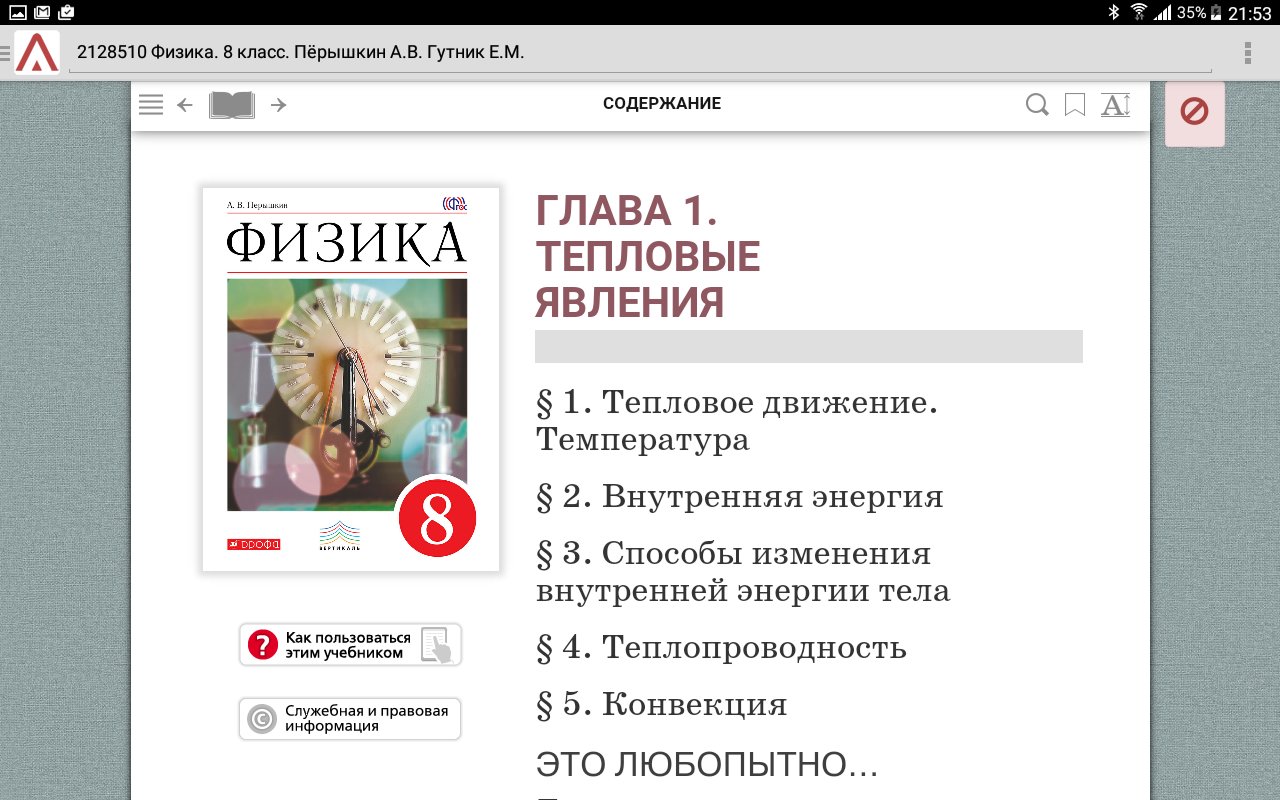 35% 21:53
2128510 Физика. 8 класс. Пёрышкин А.В. Гутник Е.М.
СОДЕРЖАНИЕ
A
А. В. Перышкин
ФГОС
ФИЗИКА
8
ДРОФА
ВЕРТИКАЛЬ
? Как пользоваться
этим учебником
© Служебная и правовая
информация
ГЛАВА 1.
ТЕПЛОВЫЕ
ЯВЛЕНИЯ
§ 1. Тепловое движение.
Температура
§ 2. Внутренняя энергия
§ 3. Способы изменения
внутренней энергии тела
§ 4. Теплопроводность
§ 5. Конвекция
ЭТО ЛЮБОПЫТНО...